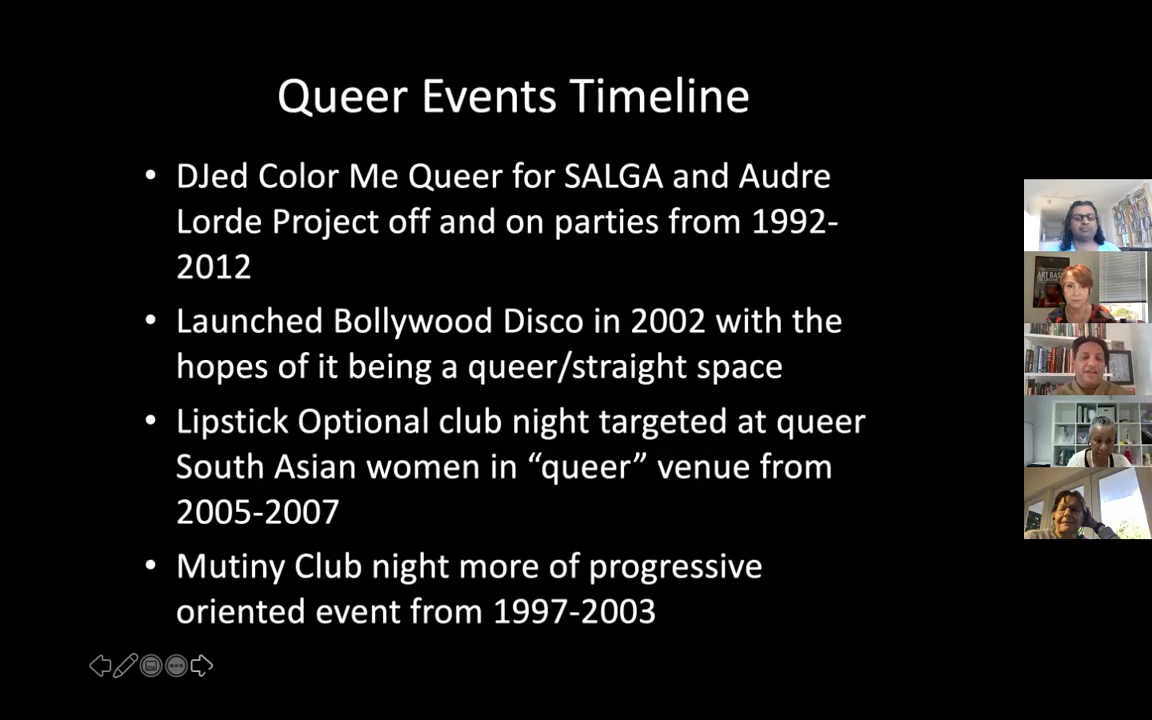 Queer Events Timeline
• DJed Color Me Queer for SALGA and Audre
Lorde Project off and on parties from 1992-
2012
• Launched Bollywood Disco in 2002 with the
hopes of it being a queer/straight space
• Lipstick Optional club night targeted at queer
South Asian women in “queer” venue from
2005-2007
• Mutiny Club night more of progressive
oriented event from 1997-2003
ART BAS